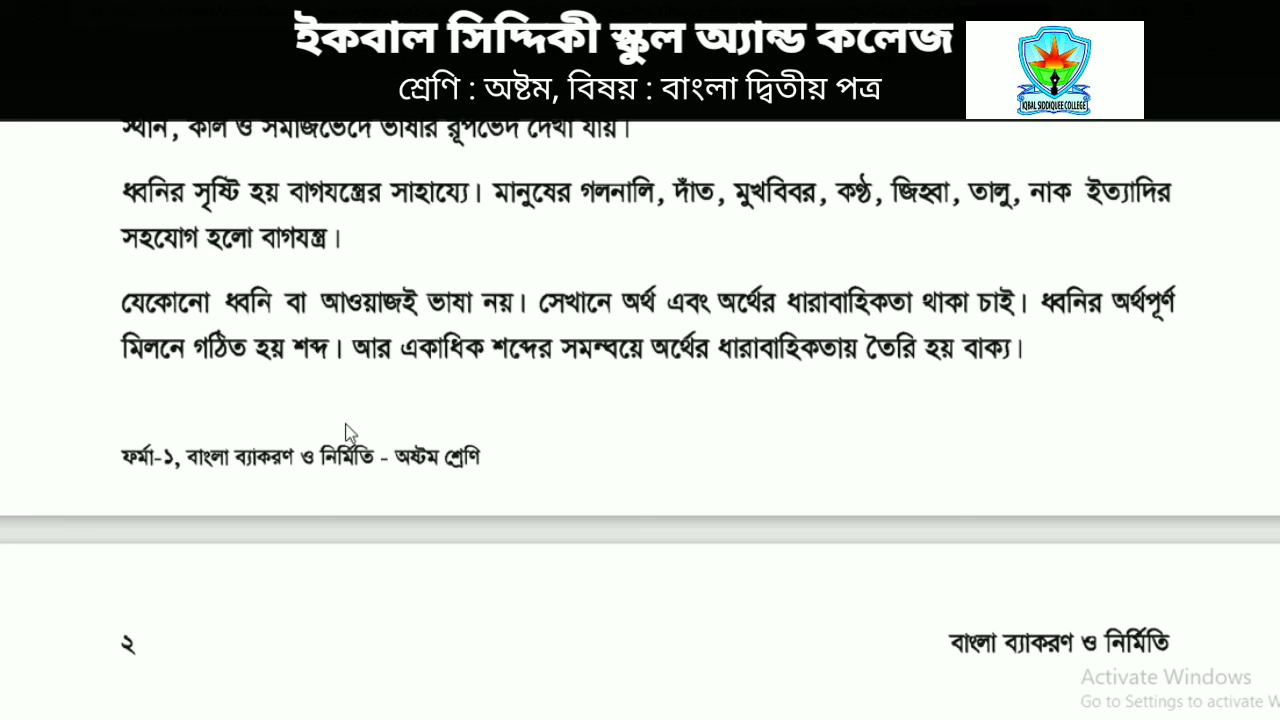 ইকবাল সিদ্দিকী স্কুল অ্যান্ড কলেজ
শ্রেণি : অষ্টম, বিষয় : বাংলা দ্বিতীয় পত্র
IQBAL SIDDIQUEE COLLEGE
স্থান, কাল ও সমাজভেদে ভাষার রূপভেদ দেখা যায়।
ধ্বনির সৃষ্টি হয় বাগযন্ত্রের সাহায্যে। মানুষের গলনালি, দাঁত, মুখবিবর, কণ্ঠ, জিহ্বা, তালু, নাক ইত্যাদির
সহযোগ হলো বাগযন্ত্র।
যেকোনো ধ্বনি বা আওয়াজই ভাষা নয়। সেখানে অর্থ এবং অর্থের ধারাবাহিকতা থাকা চাই। ধ্বনির অর্থপূর্ণ
মিলনে গঠিত হয় শব্দ। আর একাধিক শব্দের সমন্বয়ে অর্থের ধারাবাহিকতায় তৈরি হয় বাক্য।
ফর্মা-১, বাংলা ব্যাকরণ ও নির্মিতি - অষ্টম শ্রেণি
২ বাংলা ব্যাকরণ ও নির্মিতি
Activate Windows
Go to Settings to activate W